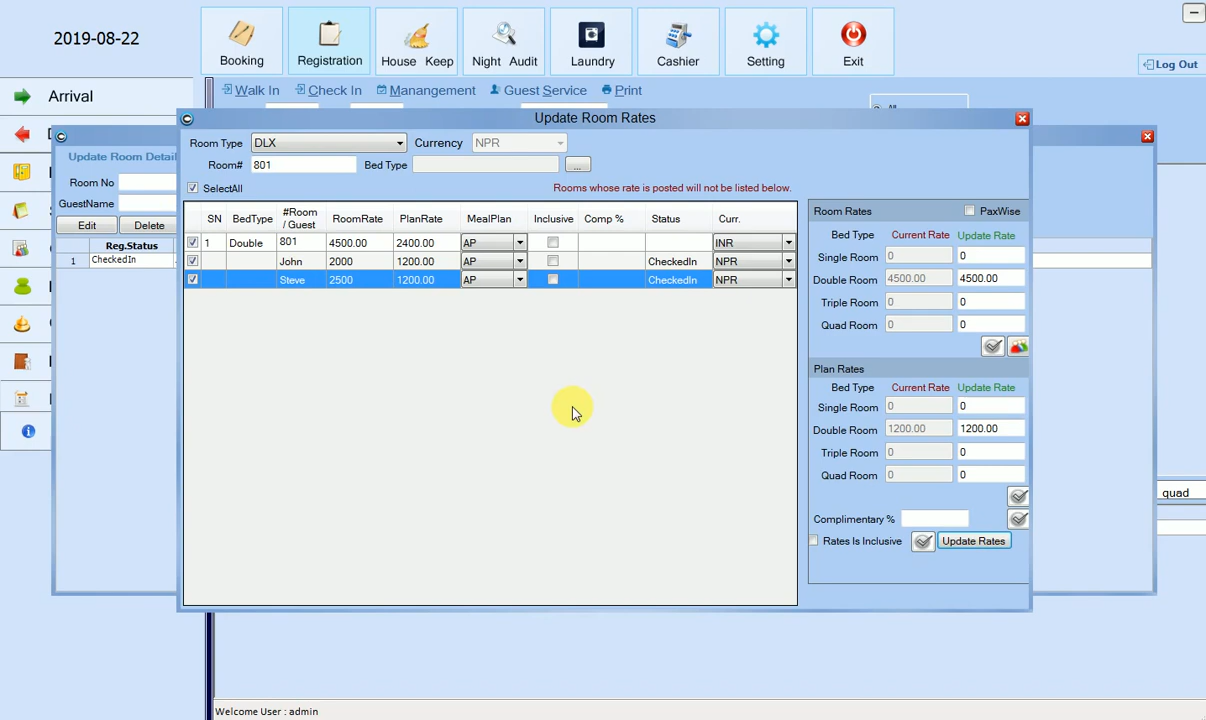 2019-08-22
Booking
Registration
House Keep
Night Audit
Laundry
Cashier
Setting
Exit
Log Out
Walk In
Check In
Mangement
Guest Service
Print
Arrival
Update Room Detail
Room No
GuestName
Edit
Delete
Reg.Status
1 CheckedIn
Update Room Rates
Room Type DLX Currency NPR
Room# 801 Bed Type ...
SelectAll Rooms whose rate is posted will not be listed below.
SN BedType #Room / Guest RoomRate PlanRate MealPlan Inclusive Comp % Status Curr.
1 Double 801 4500.00 2400.00 AP INR
John 2000 1200.00 AP CheckedIn NPR
Steve 2500 1200.00 AP CheckedIn NPR
Room Rates PaxWise
Bed Type Current Rate Update Rate
Single Room 0 0
Double Room 4500.00 4500.00
Triple Room 0 0
Quad Room 0 0
Plan Rates
Bed Type Current Rate Update Rate
Single Room 0 0
Double Room 1200.00 1200.00
Triple Room 0 0
Quad Room 0 0
Complimentary %
Rates Is Inclusive Update Rates
quad
Welcome User : admin